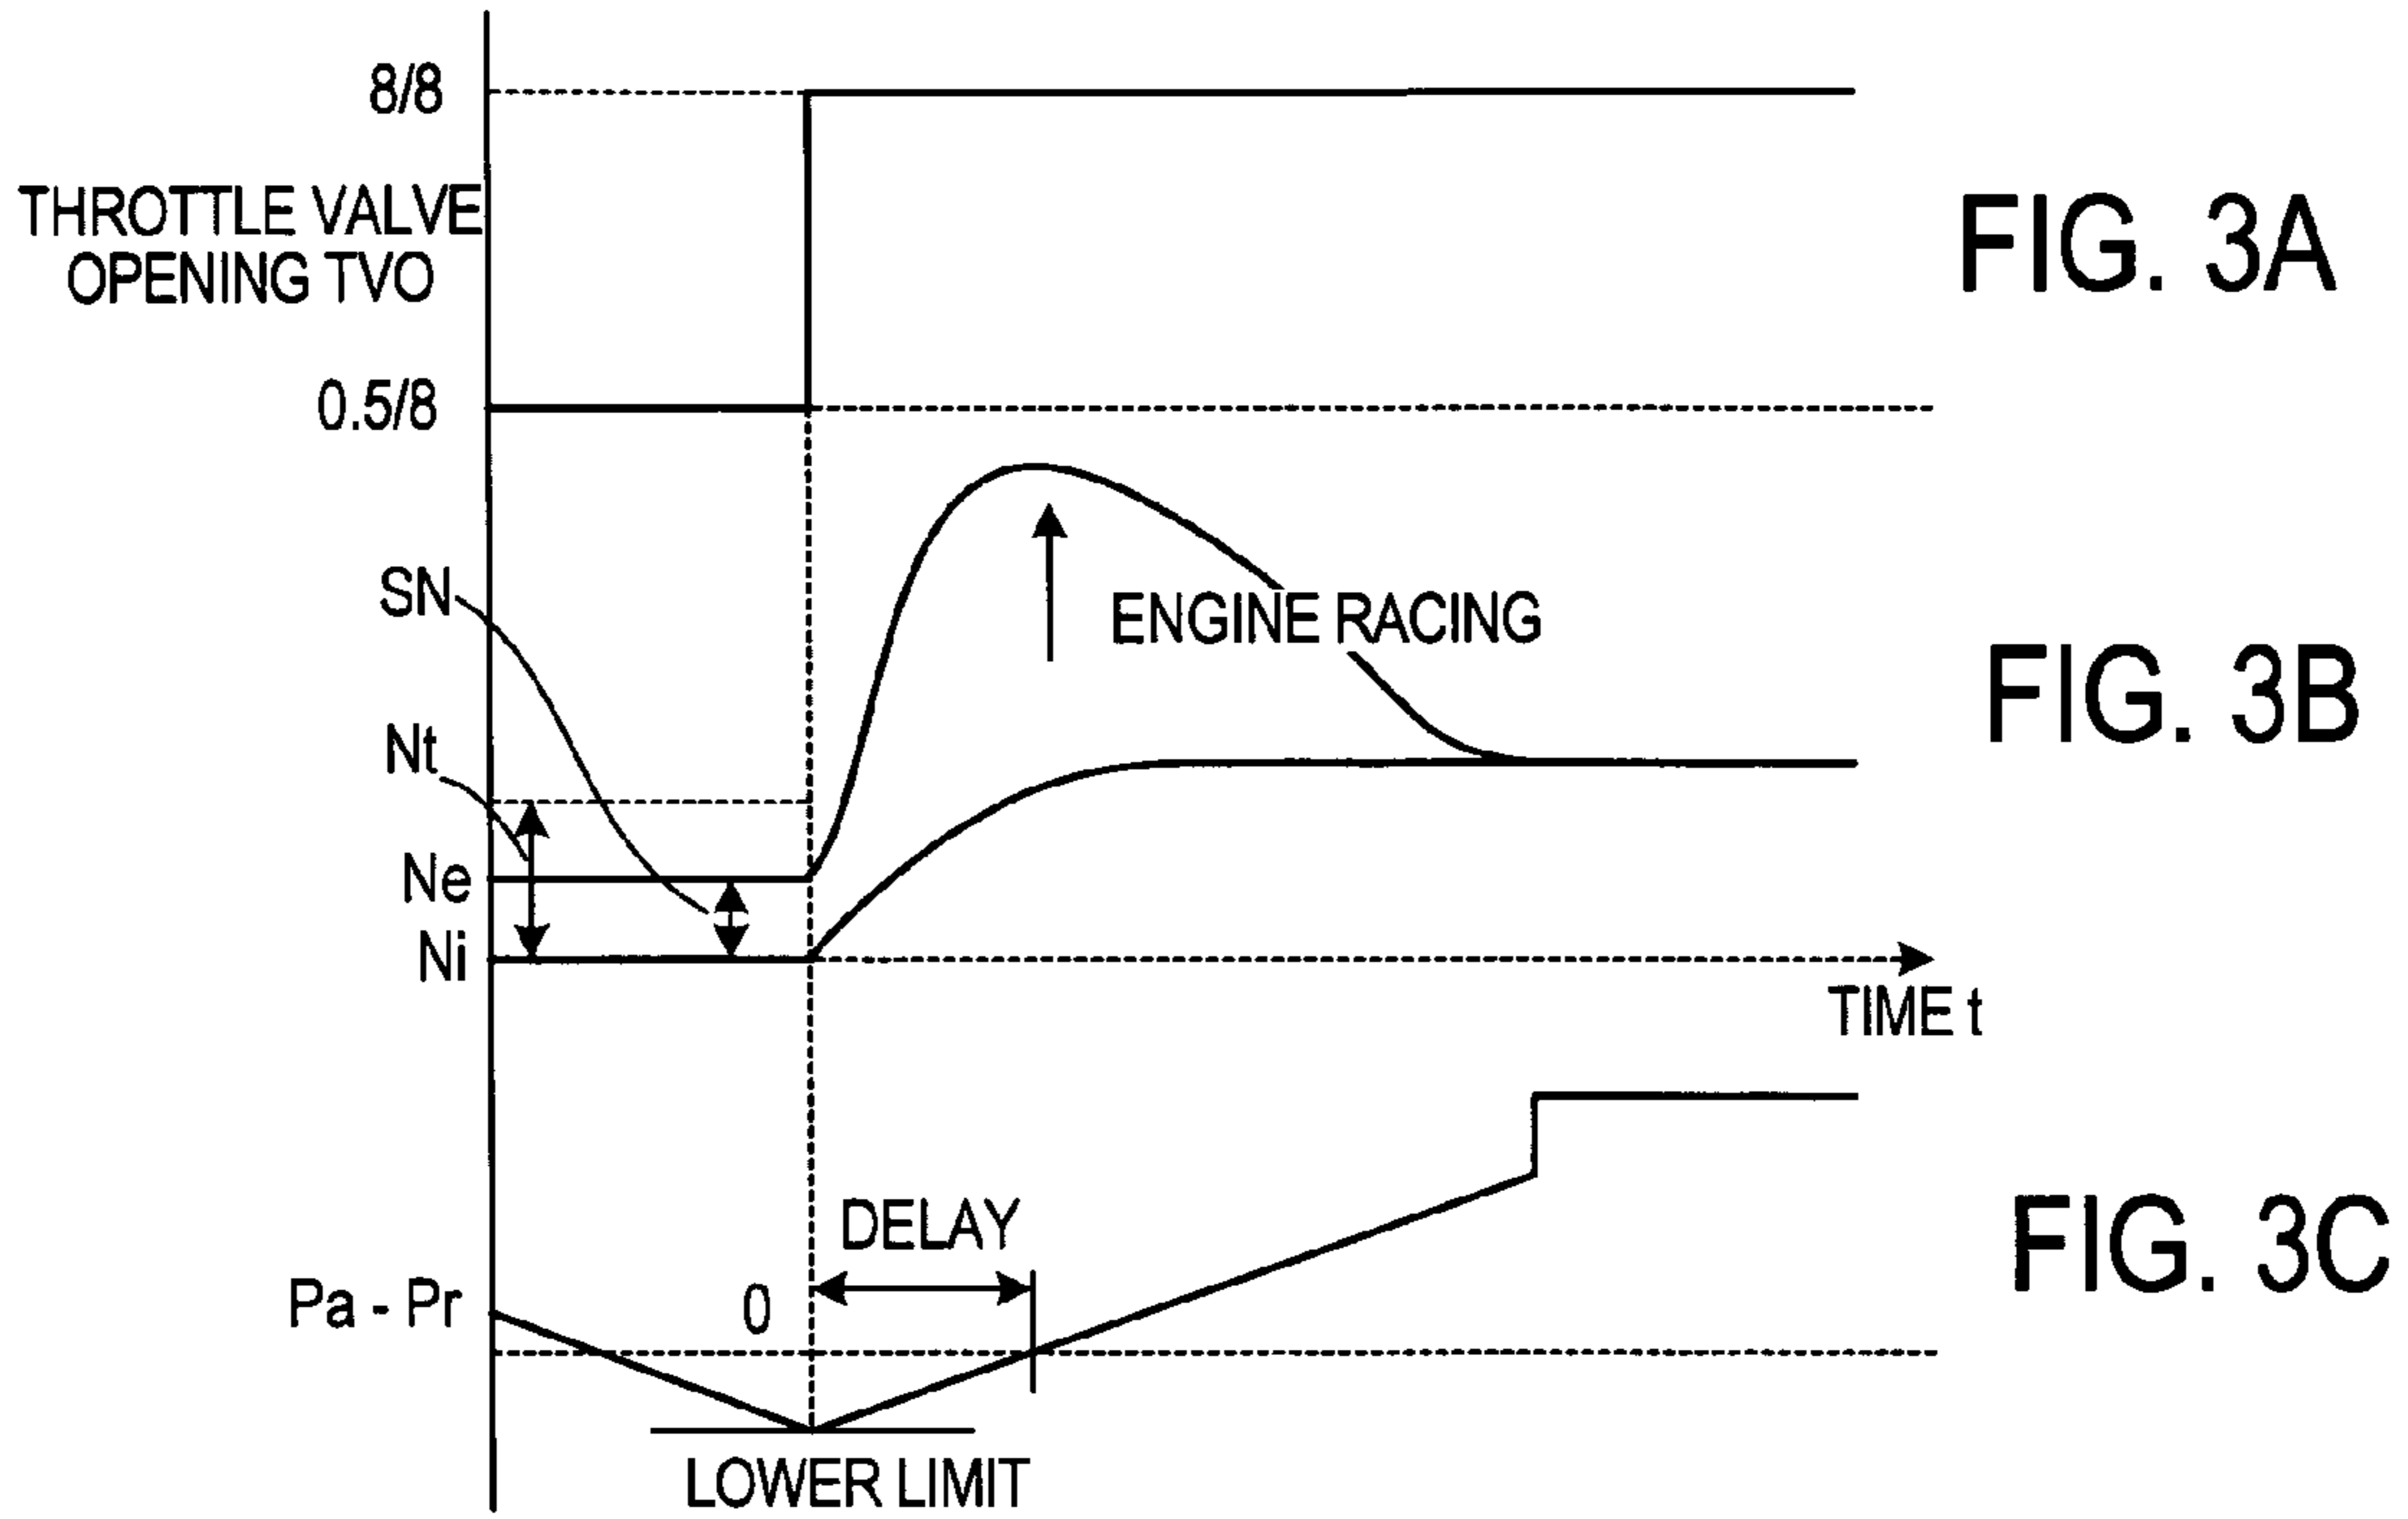 8/8
THROTTLE VALVE
OPENING TVO
FIG. 3A
0.5/8
SN
ENGINE RACING
FIG. 3B
Nt
Ne
Ni
TIME t
DELAY
FIG. 3C
Pa - Pr
0
LOWER LIMIT